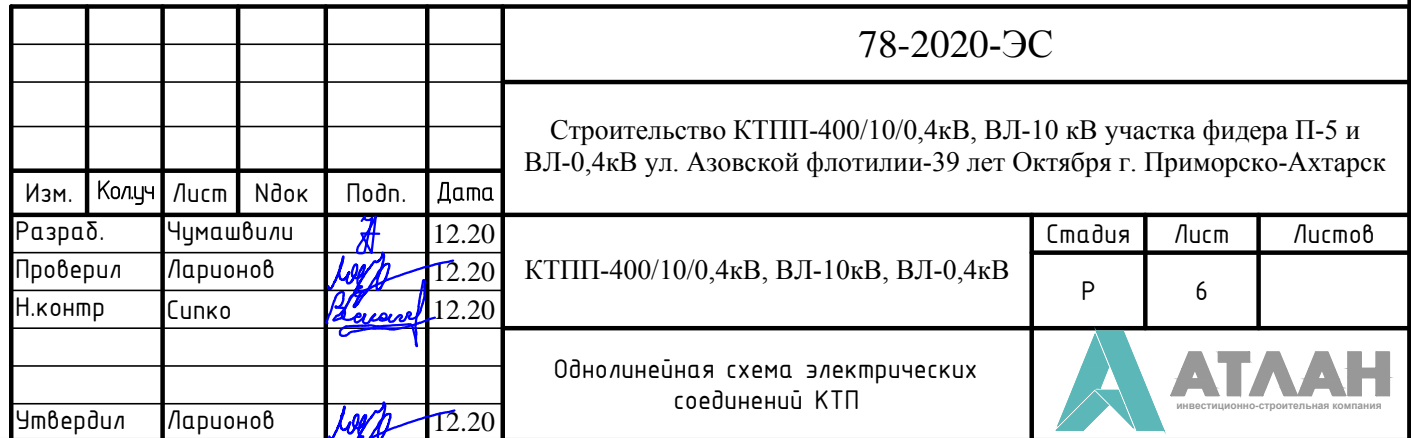 78-2020-ЭС
Строительство КТПП-400/10/0,4кВ, ВЛ-10 кВ участка фидера П-5 и
ВЛ-0,4кВ ул. Азовской флотилии-39 лет Октября г. Приморско-Ахтарск
Изм. Кол.уч Лист Nдок Подп. Дата
Разраб. Чумашвили 12.20
Проверил Ларионов 12.20
Н.контр Сипко 12.20
КТПП-400/10/0,4кВ, ВЛ-10кВ, ВЛ-0,4кВ
Стадия Лист Листов
Р 6
Утвердил Ларионов 12.20
Однолинейная схема электрических
соединений КТП
АТЛАН
инвестиционно-строительная компания